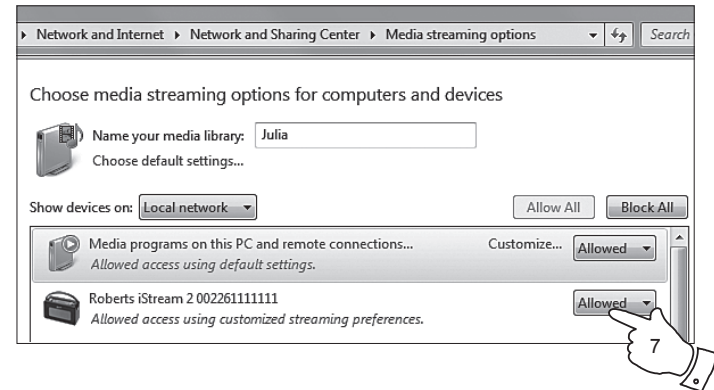 Network and Internet Network and Sharing Center Media streaming options Search
Choose media streaming options for computers and devices
Name your media library: Julia
Choose default settings...
Show devices on: Local network Allow All Block All
Media programs on this PC and remote connections... Customize... Allowed
Allowed access using default settings.
Roberts iStream 2 002261111111 Allowed
Allowed access using customized streaming preferences.
7